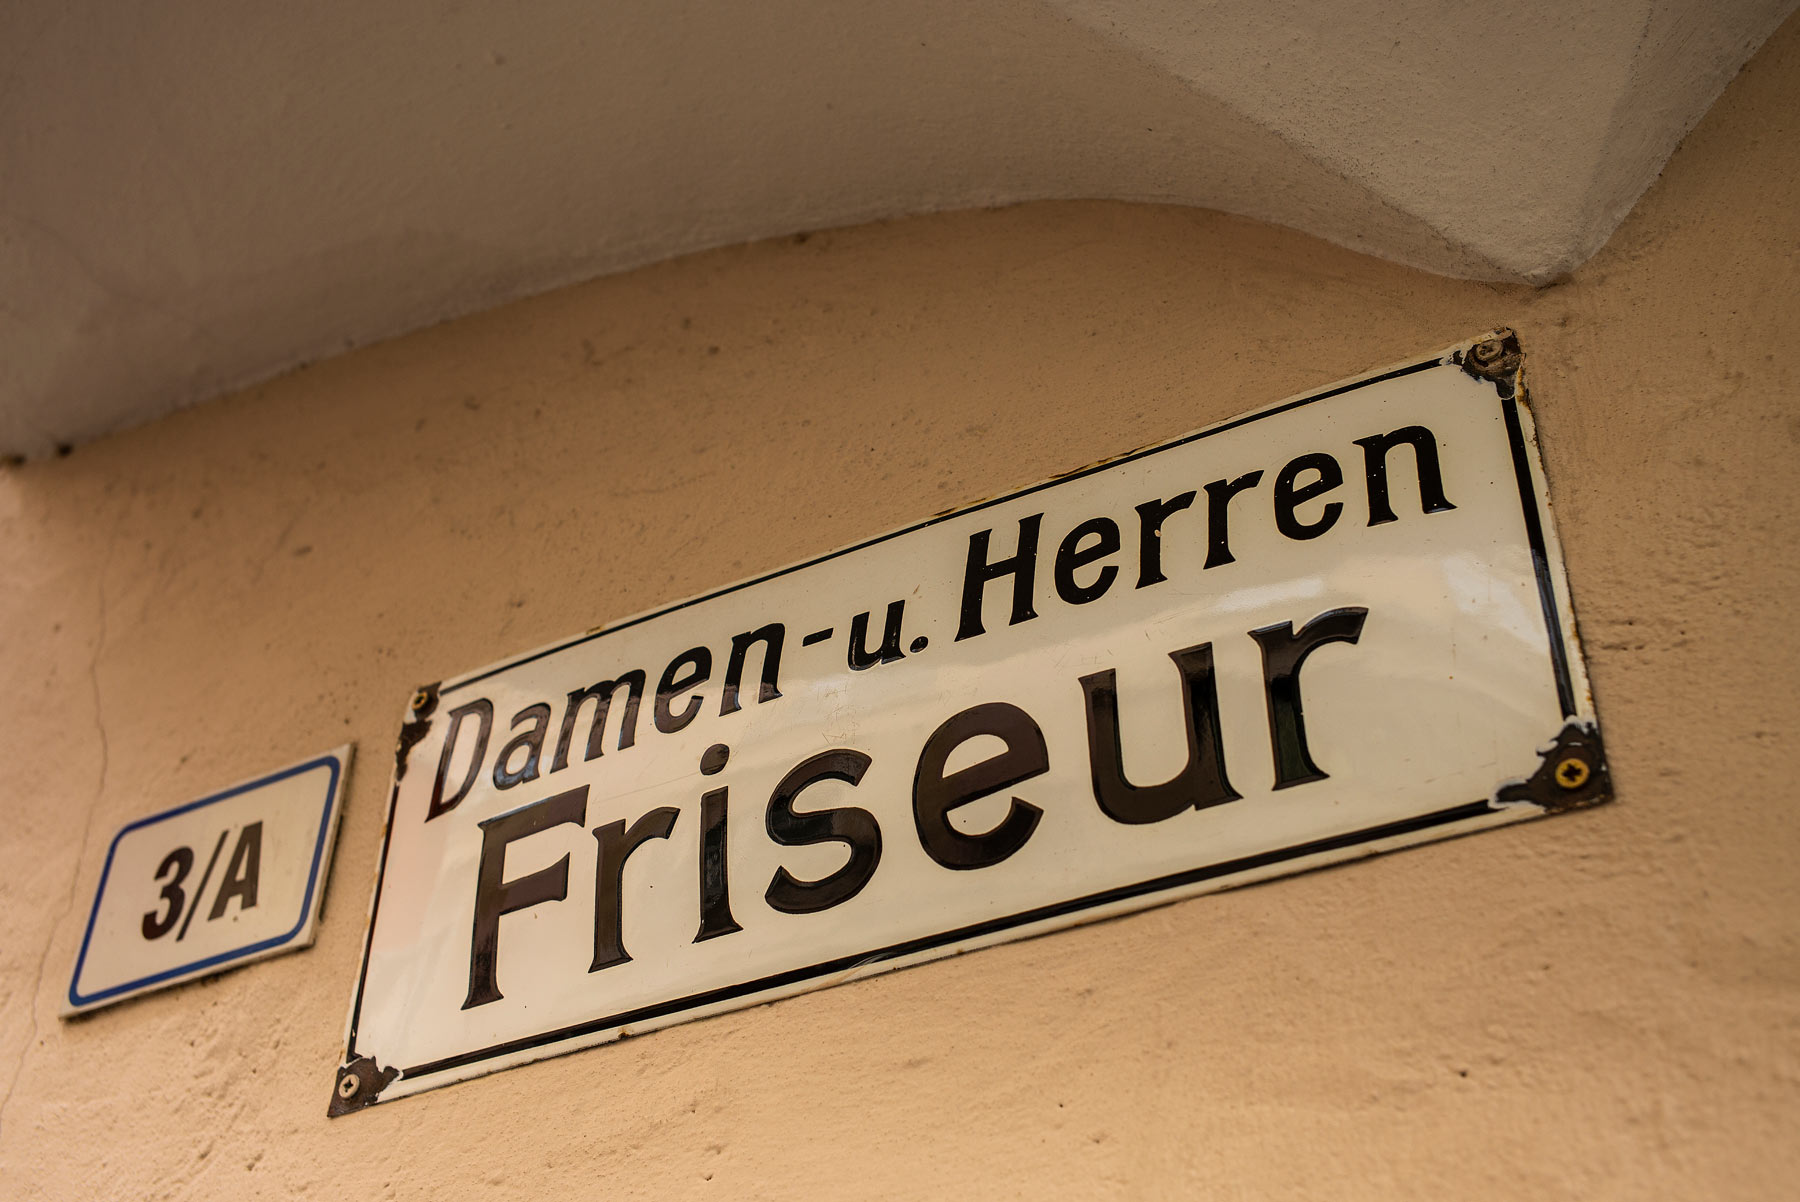 Damen-u. Herren
Friseur
3/A